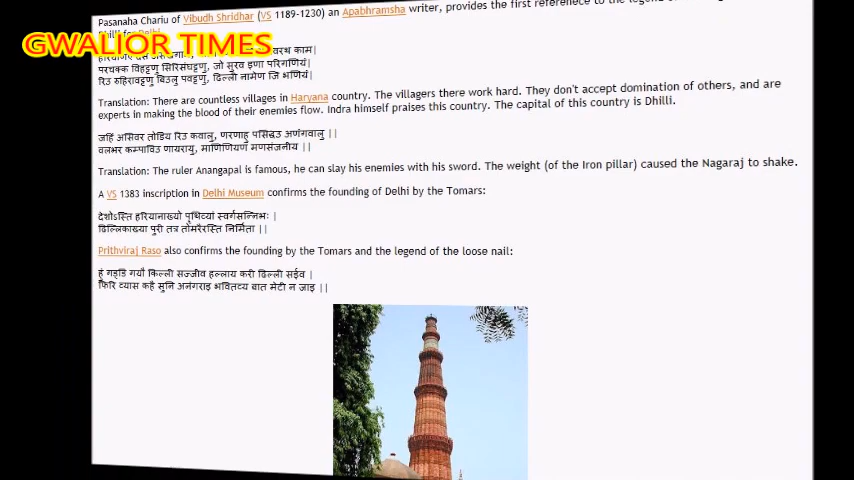 Pasanaha Chariu of Vibudh Shridhar (VS 1189-1230) an Apabhramsha writer, provides the first referenece to the legend
GWALIOR TIMES
परचक्क विहट्टणु सिरिसंघट्टणु, जो सुरव इणा परिगणियं|
रिउ रुहिरावट्टणु बिउलु पवट्टणु, ढिल्ली नामेण जि भणियं|
Translation: There are countless villages in Haryana country. The villagers there work hard. They don't accept domination of others, and are
experts in making the blood of their enemies flow. Indra himself praises this country. The capital of this country is Dhilli.
जहिं असिवर तोडिय रिउ कवालु, णरणाहु पसिद्धउ अणंगवालु ||
वलभर कम्पाविउ णायरायु, माणिणियण मणसंजनीय ||
Translation: The ruler Anangapal is famous, he can slay his enemies with his sword. The weight (of the Iron pillar) caused the Nagaraj to shake.
A VS 1383 inscription in Delhi Museum confirms the founding of Delhi by the Tomars:
देशोऽस्ति हरियानाख्यो पृथिव्यां स्वर्गसन्निभः |
ढिल्लिकाख्या पुरी तत्र तोमरैरस्ति निर्मिता ||
Prithviraj Raso also confirms the founding by the Tomars and the legend of the loose nail:
हुं गड्डि गयौ किल्ली सज्जीव हल्लाय करी ढिल्ली सईव |
फिरि व्यास कहै सुनि अनंगराइ भवितव्य बात मेटी न जाइ ||